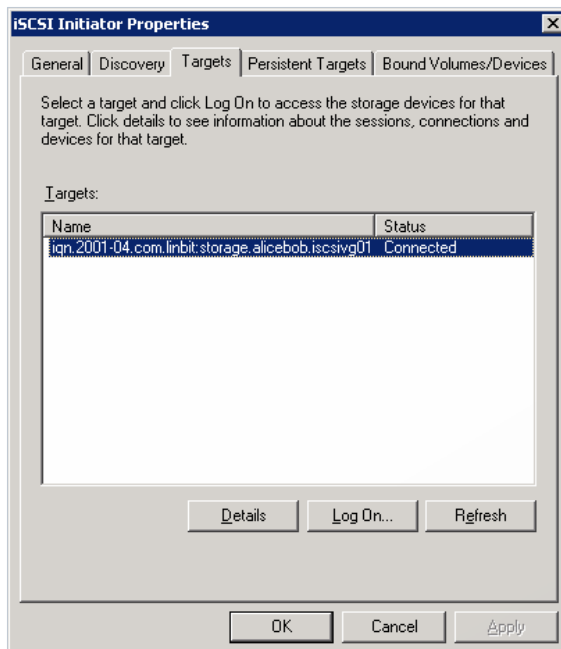 iSCSI Initiator Properties
General Discovery Targets Persistent Targets Bound Volumes/Devices
Select a target and click Log On to access the storage devices for that
target. Click details to see information about the sessions, connections and
devices for that target.
Targets:
Name Status
iqn.2001-04.com.linbit:storage.alicebob.iscsivg01 Connected
Details Log On... Refresh
OK Cancel Apply